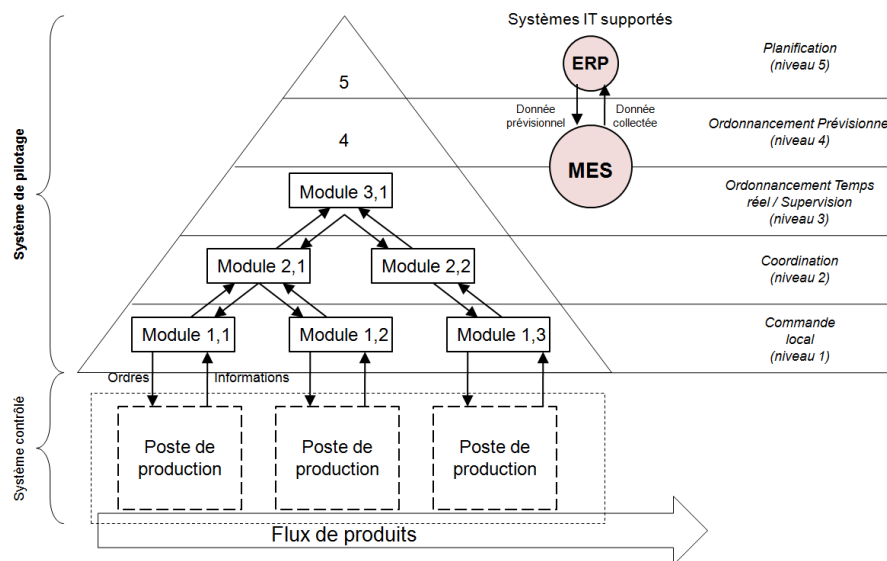 Systèmes IT supportés
ERP
Planification
(niveau 5)
5
Donnée
prévisionnel
Donnée
collectée
4
Ordonnancement Prévisionnel
(niveau 4)
MES
Module 3,1
Ordonnancement Temps
réel / Supervision
(niveau 3)
Module 2,1
Module 2,2
Coordination
(niveau 2)
Module 1,1
Module 1,2
Module 1,3
Commande
local
(niveau 1)
Ordres
Informations
Système de pilotage
Système contrôlé
Poste de
production
Poste de
production
Poste de
production
Flux de produits